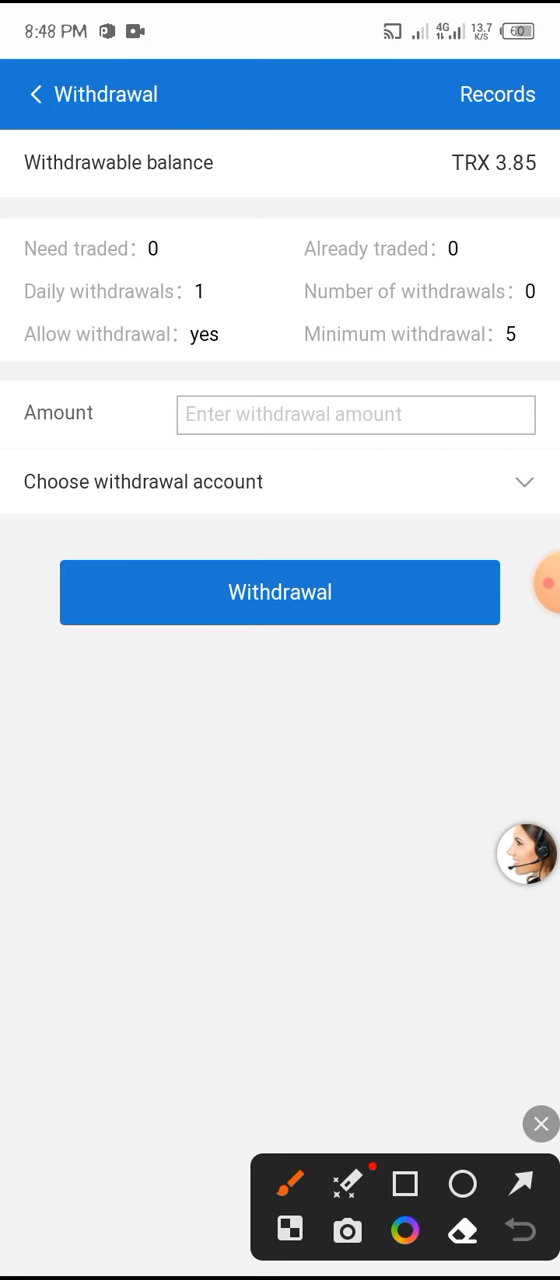 8:48 PM 4G 13.7 K/S 60
Withdrawal Records
Withdrawable balance TRX 3.85
Need traded: 0 Already traded: 0
Daily withdrawals: 1 Number of withdrawals: 0
Allow withdrawal: yes Minimum withdrawal: 5
Amount Enter withdrawal amount
Choose withdrawal account
Withdrawal